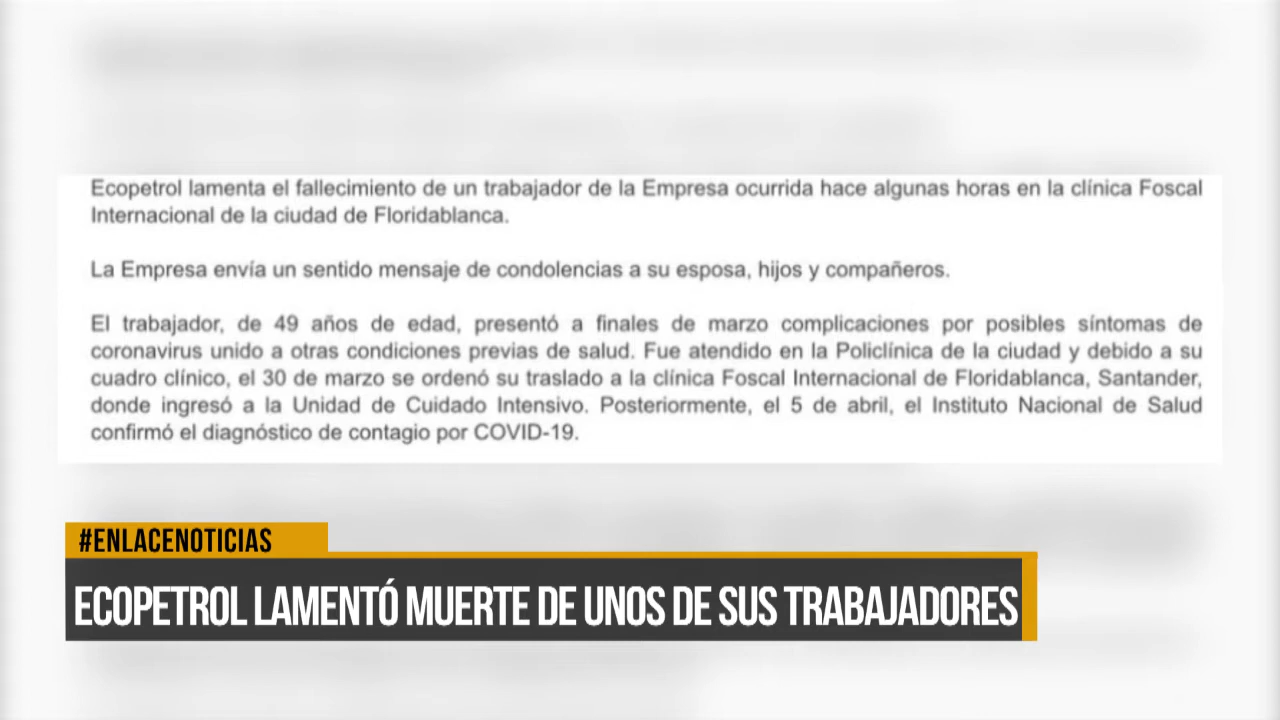 Ecopetrol lamenta el fallecimiento de un trabajador de la Empresa ocurrida hace algunas horas en la clínica Foscal
Internacional de la ciudad de Floridablanca.
La Empresa envía un sentido mensaje de condolencias a su esposa, hijos y compañeros.
El trabajador, de 49 años de edad, presentó a finales de marzo complicaciones por posibles síntomas de
coronavirus unido a otras condiciones previas de salud. Fue atendido en la Policlínica de la ciudad y debido a su
cuadro clínico, el 30 de marzo se ordenó su traslado a la clínica Foscal Internacional de Floridablanca, Santander,
donde ingresó a la Unidad de Cuidado Intensivo. Posteriormente, el 5 de abril, el Instituto Nacional de Salud
confirmó el diagnóstico de contagio por COVID-19.
#ENLACENOTICIAS
ECOPETROL LAMENTÓ MUERTE DE UNOS DE SUS TRABAJADORES